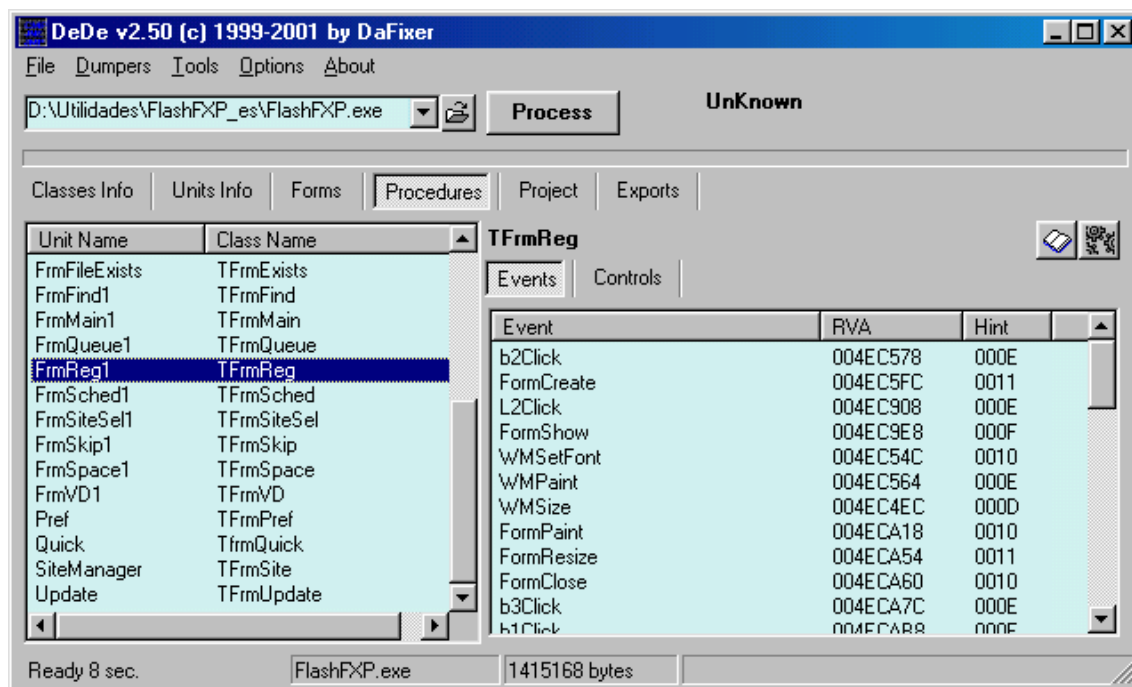 DeDe v2.50 (c) 1999-2001 by DaFixer
File Dumpers Tools Options About
D:\Utilidades\FlashFXP_es\FlashFXP.exe Process UnKnown
Classes Info Units Info Forms Procedures Project Exports
Unit Name Class Name
FrmFileExists TFrmExists
FrmFind1 TFrmFind
FrmMain1 TFrmMain
FrmQueue1 TFrmQueue
FrmReg1 TFrmReg
FrmSched1 TFrmSched
FrmSiteSel1 TFrmSiteSel
FrmSkip1 TFrmSkip
FrmSpace1 TFrmSpace
FrmVD1 TFrmVD
Pref TFrmPref
Quick TfrmQuick
SiteManager TFrmSite
Update TFrmUpdate
TFrmReg
Events Controls
Event RVA Hint
b2Click 004EC578 000E
FormCreate 004EC5FC 0011
L2Click 004EC908 000E
FormShow 004EC9E8 000F
WMSetFont 004EC54C 0010
WMPaint 004EC564 000E
WMSize 004EC4EC 000D
FormPaint 004ECA18 0010
FormResize 004ECA54 0011
FormClose 004ECA60 0010
b3Click 004ECA7C 000E
b1Click 004ECAB8 000E
Ready 8 sec. FlashFXP.exe 1415168 bytes